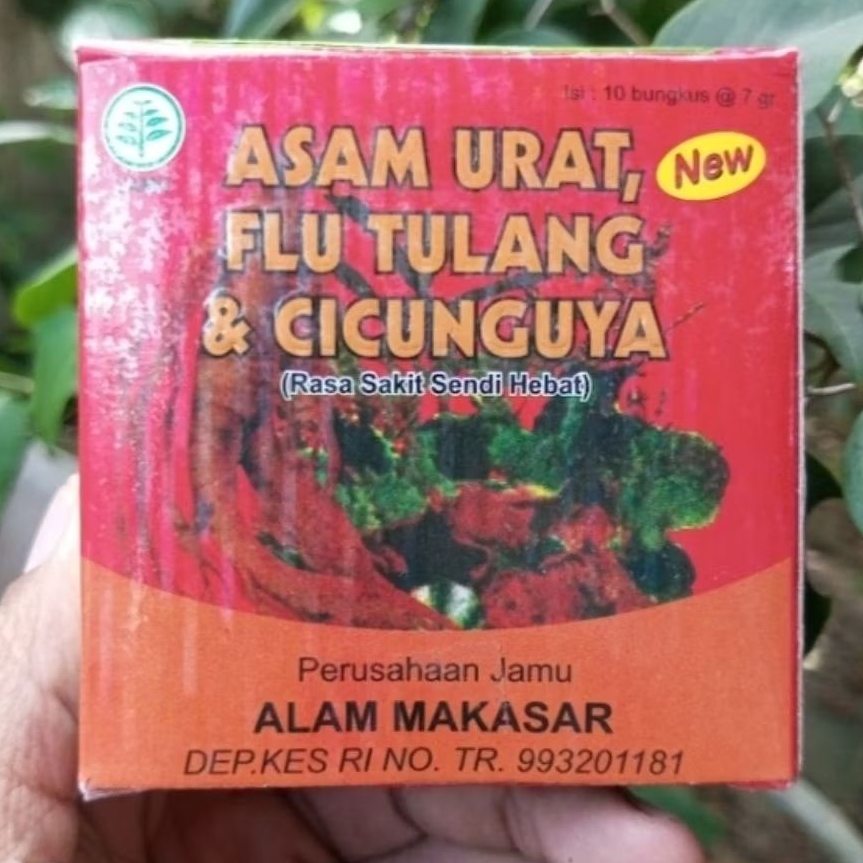 Isi : 10 bungkus @ 7 gr
ASAM URAT,
New
FLU TULANG
& CICUNGUYA
(Rasa Sakit Sendi Hebat)
Perusahaan Jamu
ALAM MAKASAR
DEP.KES RI NO. TR. 993201181